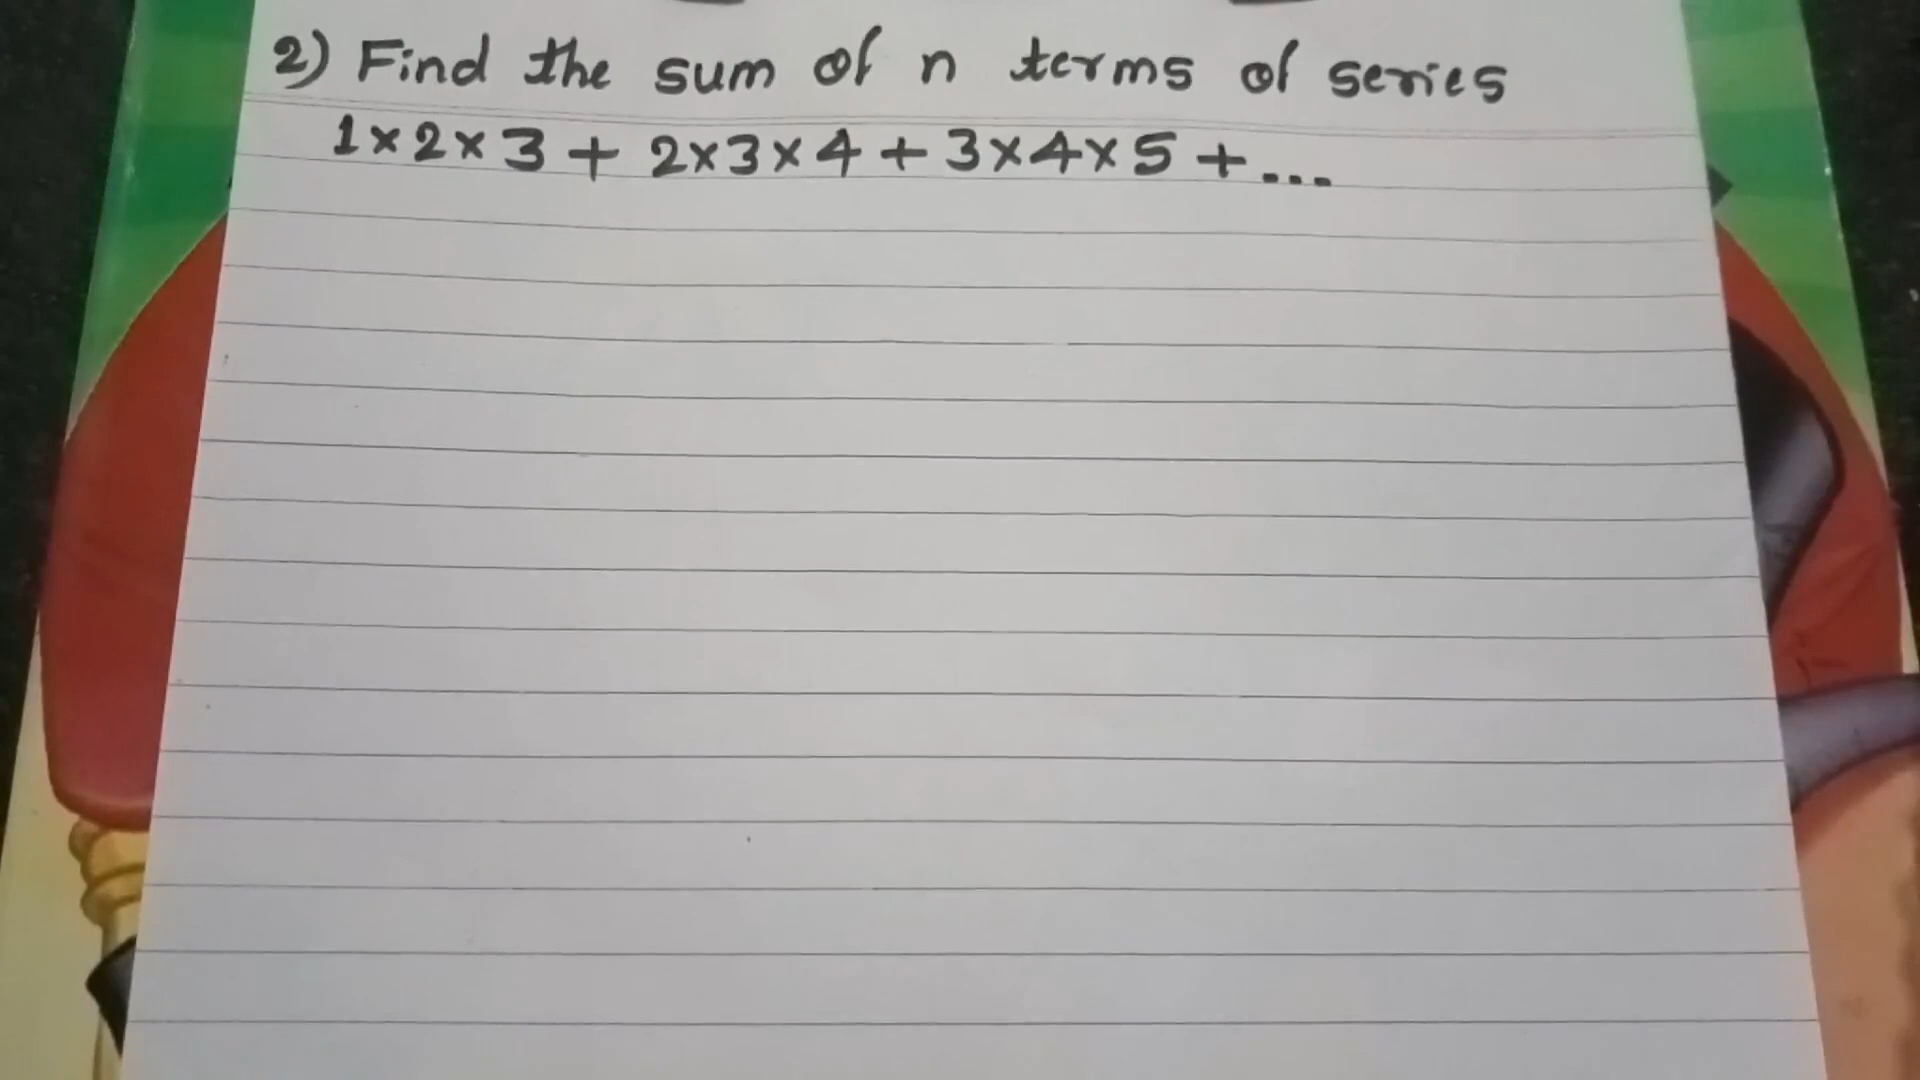 2) Find the sum of n terms of series
1×2×3 + 2×3×4 + 3×4×5 + ...